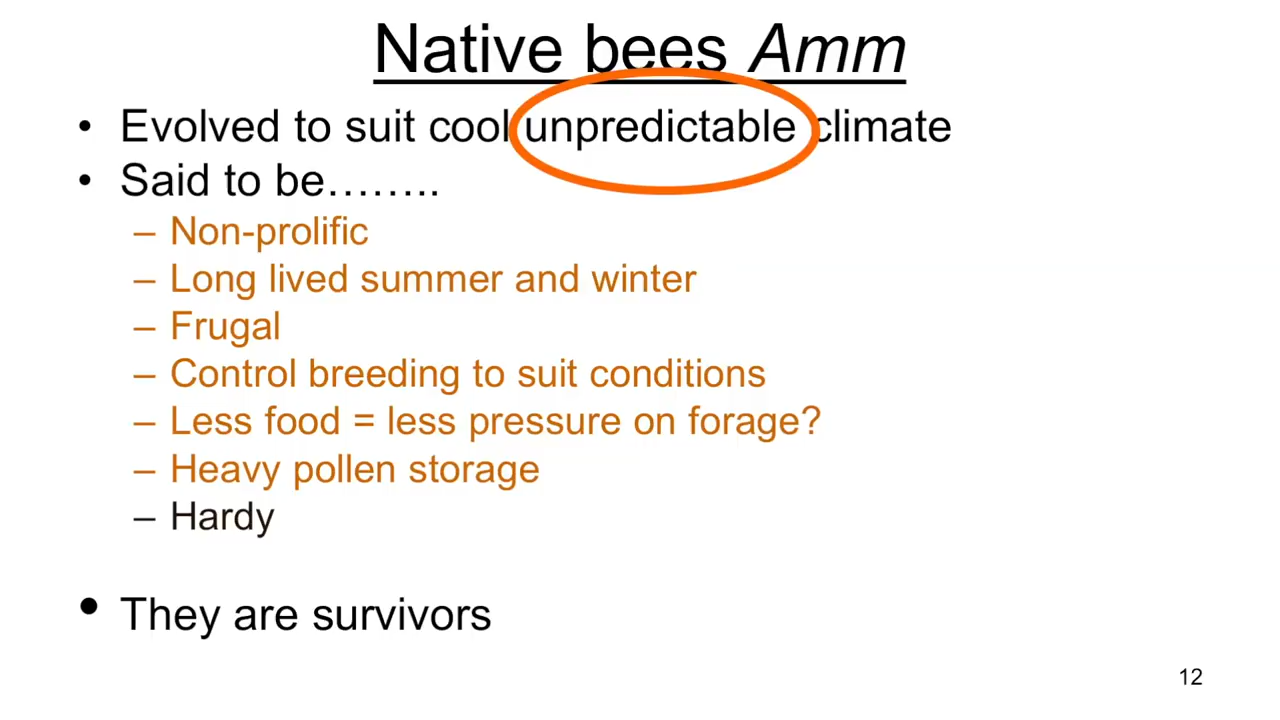 Native bees Amm
• Evolved to suit cool unpredictable climate
• Said to be……..
– Non-prolific
– Long lived summer and winter
– Frugal
– Control breeding to suit conditions
– Less food = less pressure on forage?
– Heavy pollen storage
– Hardy
• They are survivors
12